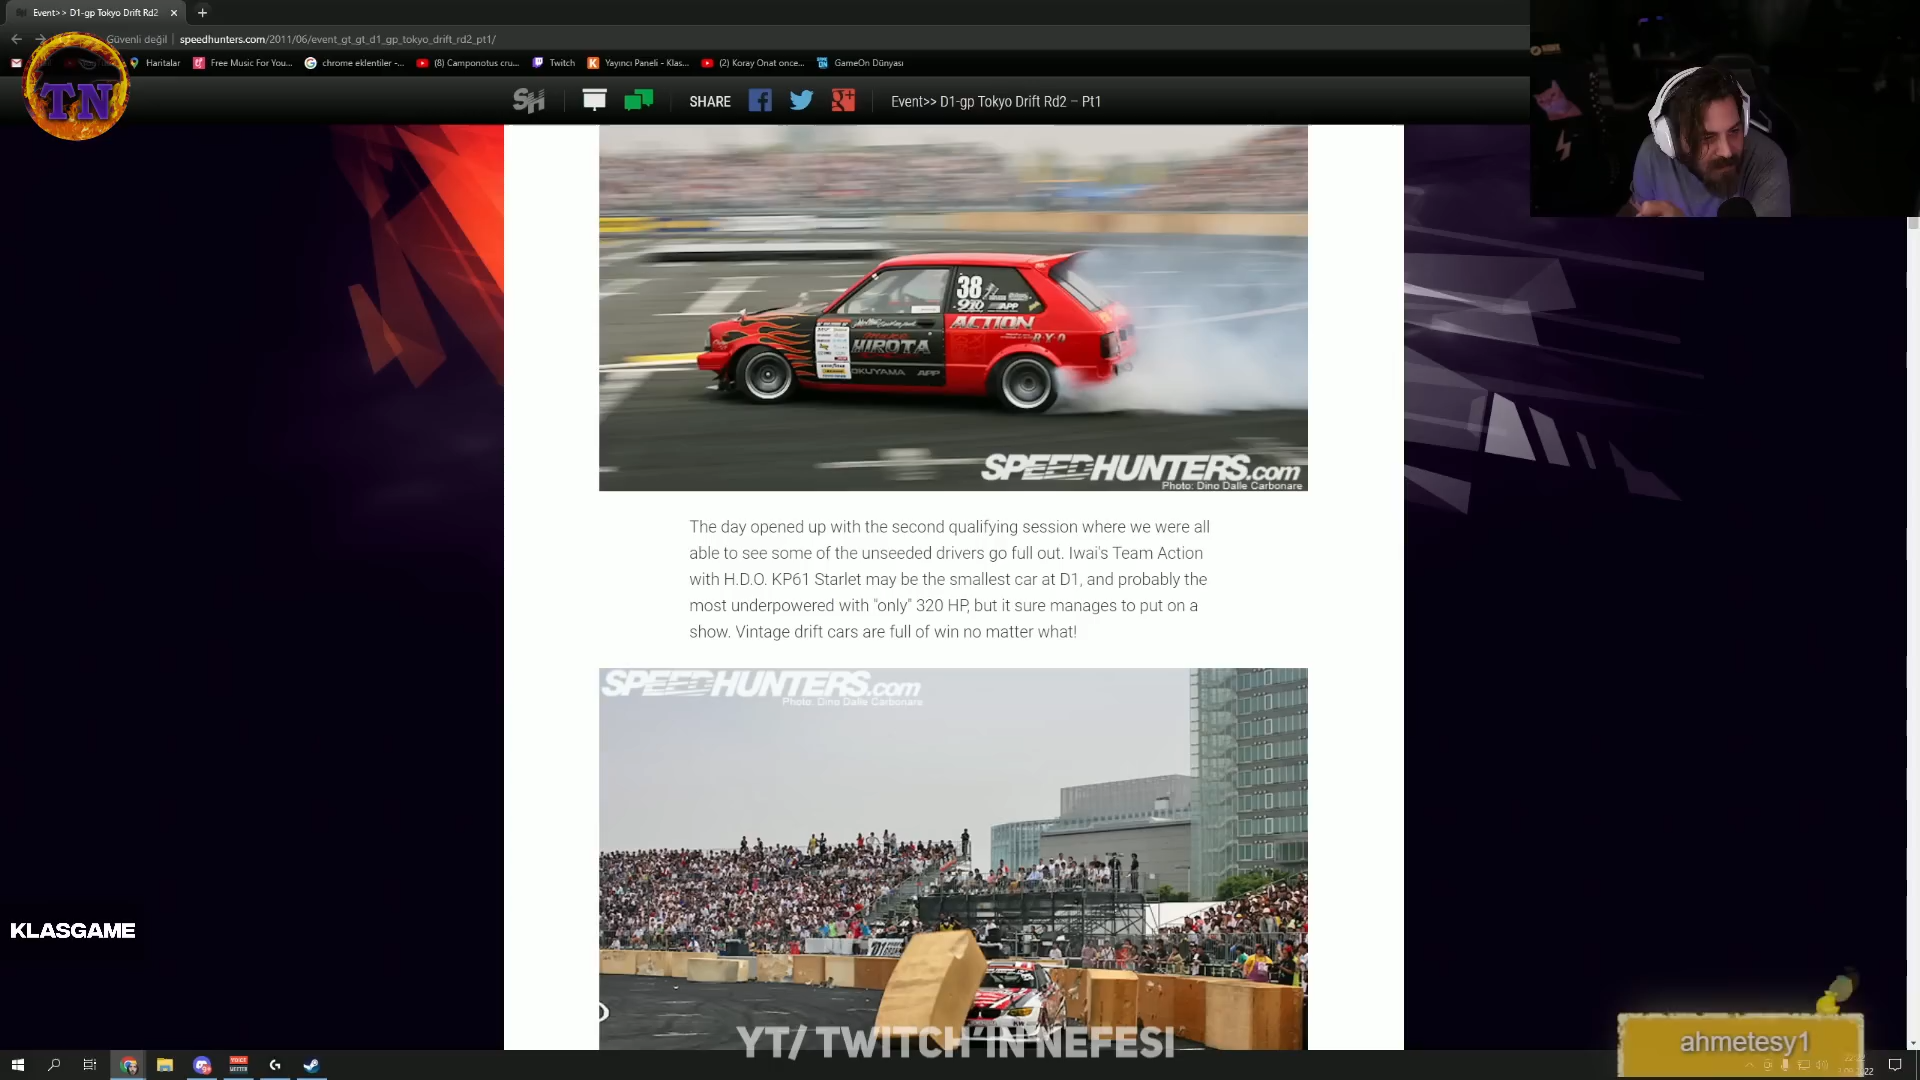 Event>> D1-gp Tokyo Drift Rd2
Güvenli değil
speedhunters.com/2011/06/event_gt_gt_d1_gp_tokyo_drift_rd2_pt1/
Haritalar
Free Music For You...
chrome eklentiler -...
(8) Camponotus cru...
Twitch
Yayıncı Paneli - Klas...
(2) Koray Onat once...
GameOn Dünyası
TN
SH
SHARE
Event>> D1-gp Tokyo Drift Rd2 – Pt1
38
APP
ACTION
HIROTA
RYO
OKUYAMA APP
SPEEDHUNTERS.com
Photo: Dino Dalle Carbonare
The day opened up with the second qualifying session where we were all
able to see some of the unseeded drivers go full out. Iwai's Team Action
with H.D.O. KP61 Starlet may be the smallest car at D1, and probably the
most underpowered with "only" 320 HP, but it sure manages to put on a
show. Vintage drift cars are full of win no matter what!
SPEEDHUNTERS.com
Photo: Dino Dalle Carbonare
KLASGAME
YT/ TWITCH'IN NEFESI
ahmetesy1